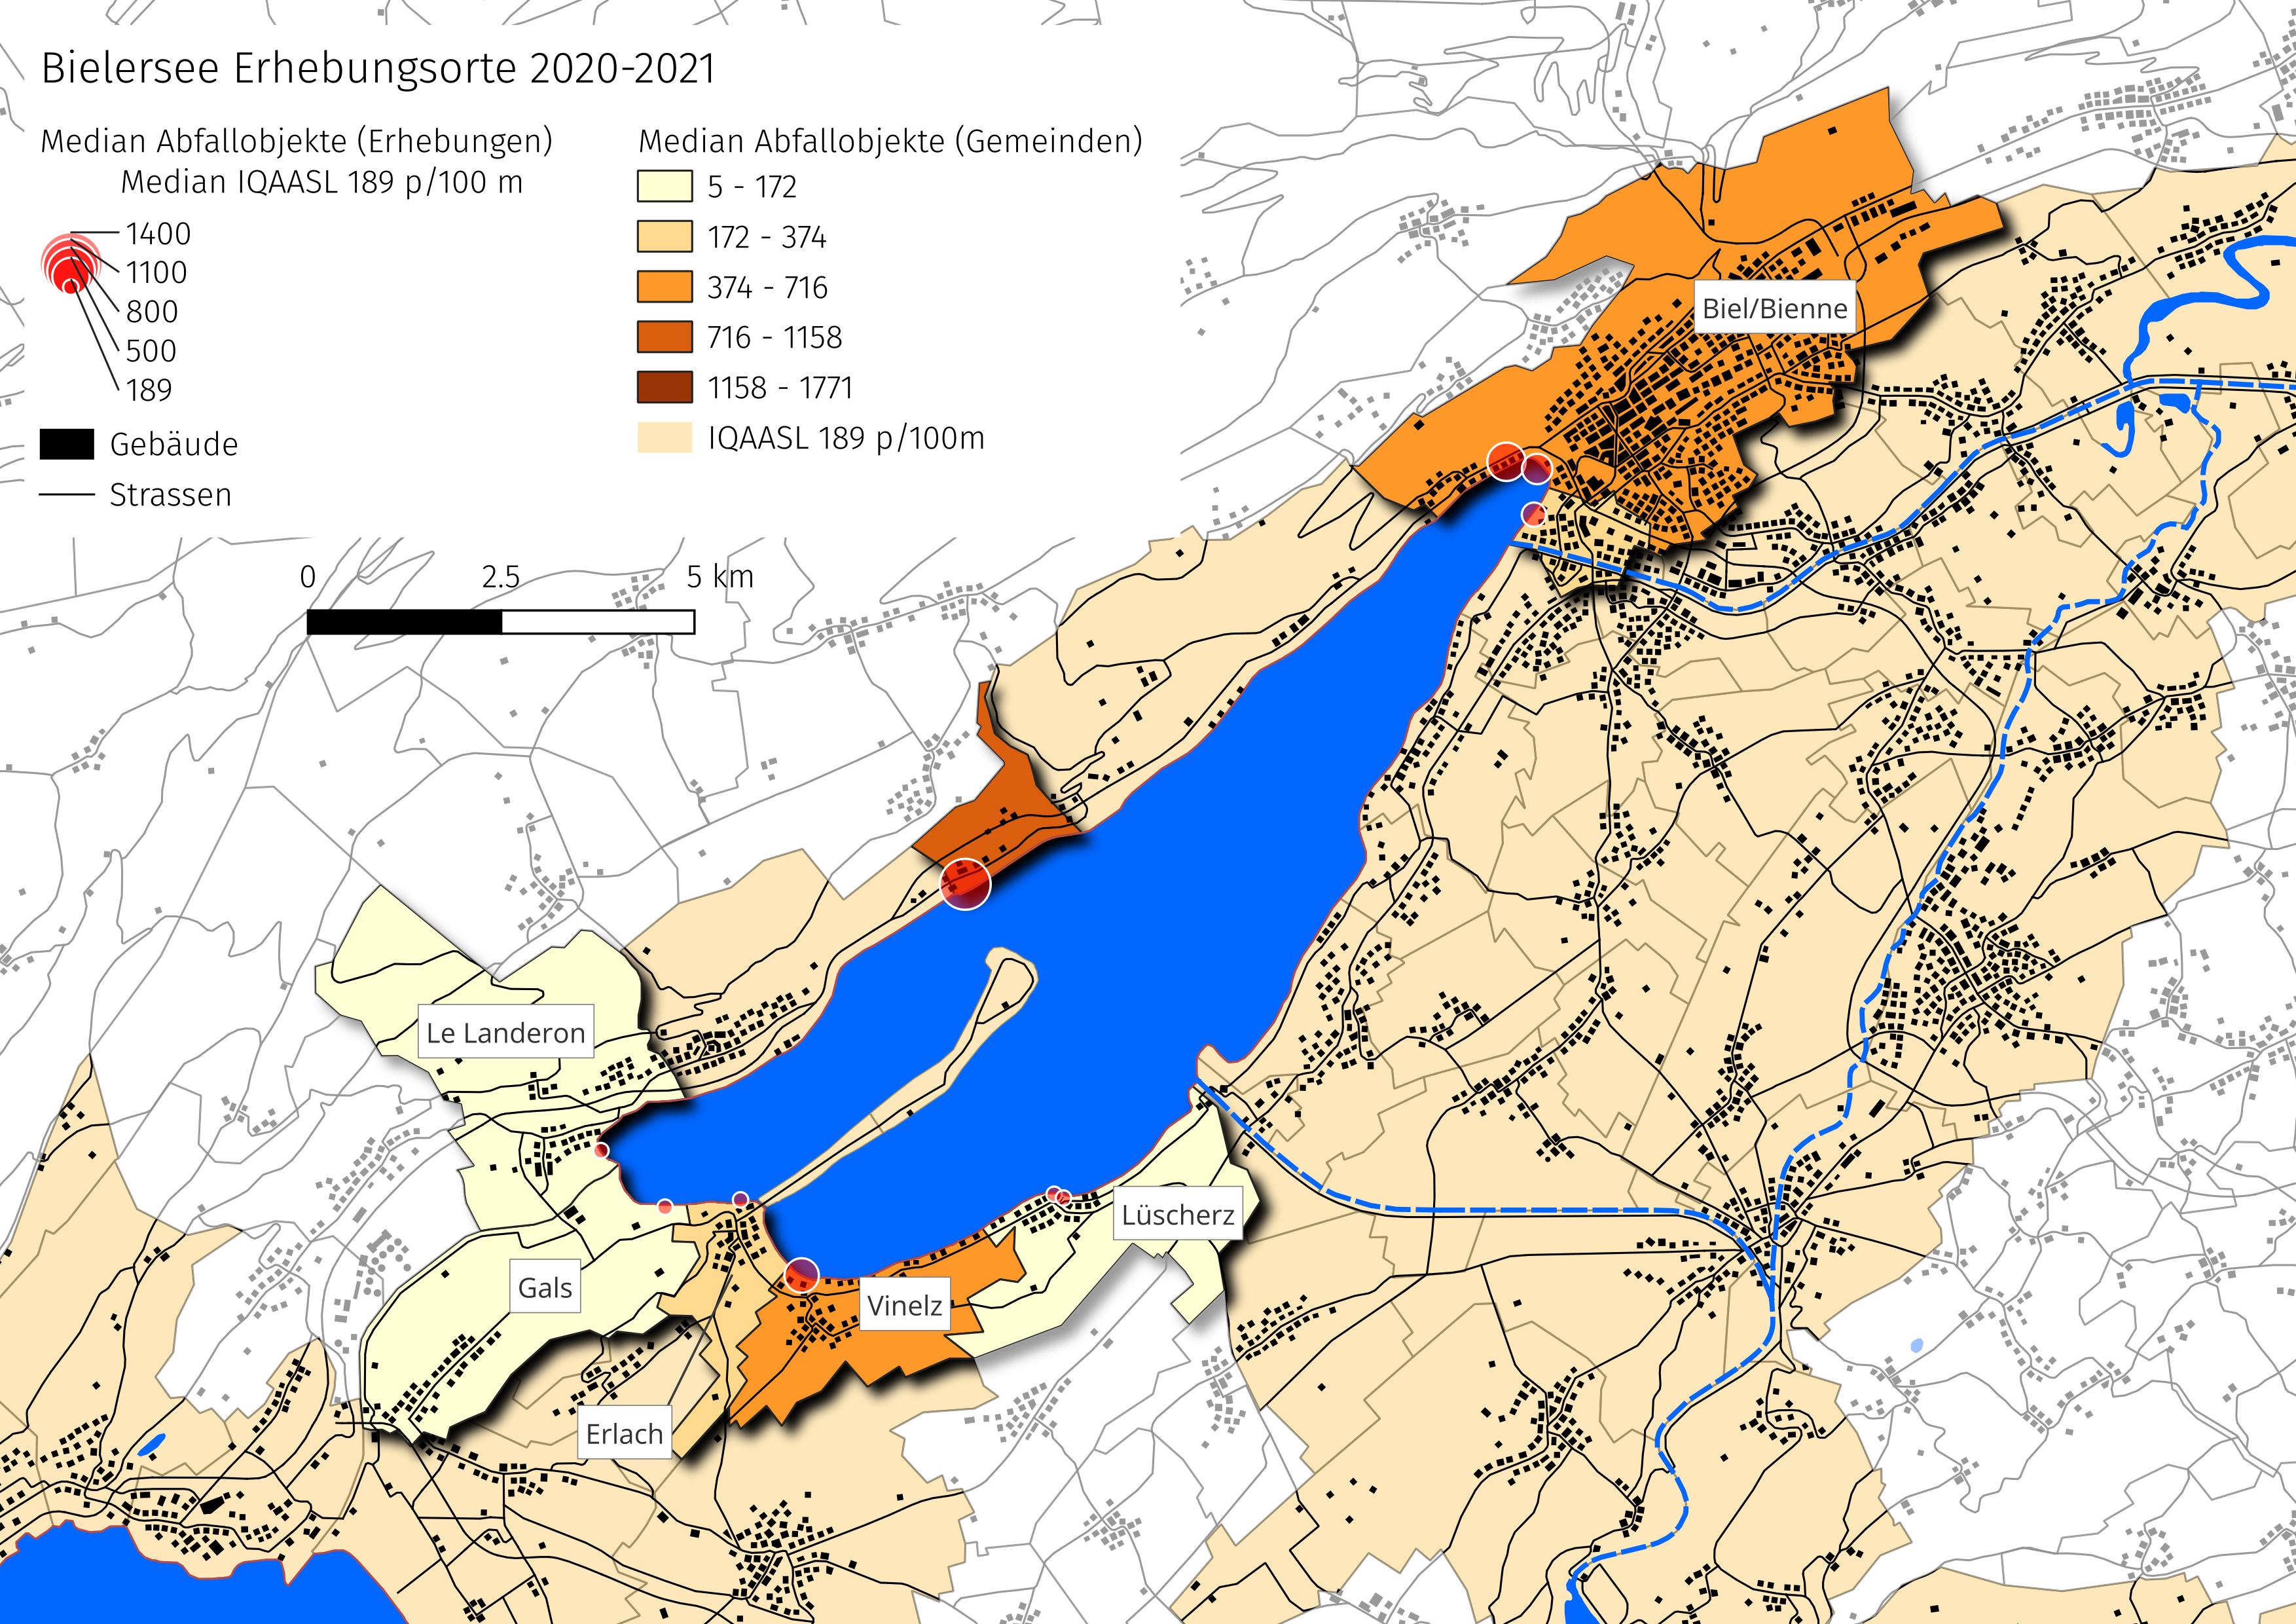 Bielersee Erhebungsorte 2020-2021
Median Abfallobjekte (Erhebungen)
Median IQAASL 189 p/100 m
1400
1100
800
500
189
Gebäude
Strassen
Median Abfallobjekte (Gemeinden)
5 - 172
172 - 374
374 - 716
716 - 1158
1158 - 1771
IQAASL 189 p/100m
0 2.5 5 km
Biel/Bienne
Le Landeron
Lüscherz
Gals
Vinelz
Erlach